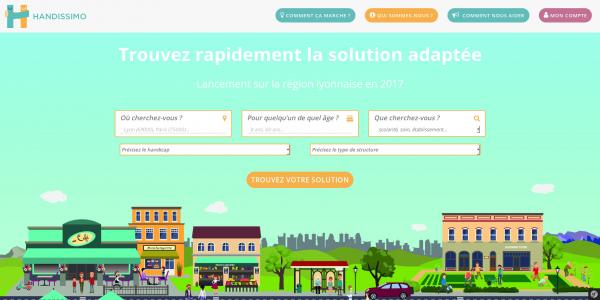 HANDISSIMO
COMMENT ÇA MARCHE ?
QUI SOMMES-NOUS ?
COMMENT NOUS AIDER
MON COMPTE
Trouvez rapidement la solution adaptée
Lancement sur la région lyonnaise en 2017
Où cherchez-vous ?
Lyon (69000), Paris (75000)...
Pour quelqu'un de quel âge ?
8 ans, 60 ans...
Que cherchez-vous ?
scolarité, soin, établissement...
Précisez le handicap
Précisez le type de structure
TROUVEZ VOTRE SOLUTION